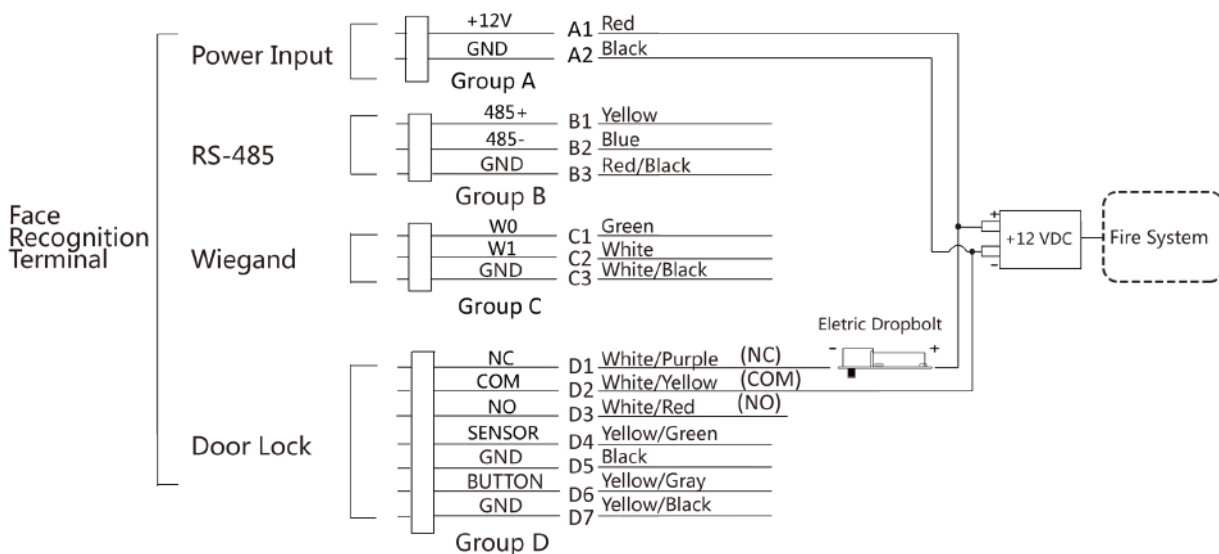 Face
Recognition
Terminal
Power Input
+12V A1 Red
GND A2 Black
Group A
RS-485
485+ B1 Yellow
485- B2 Blue
GND B3 Red/Black
Group B
Wiegand
W0 C1 Green
W1 C2 White
GND C3 White/Black
Group C
Door Lock
NC D1 White/Purple (NC)
COM D2 White/Yellow (COM)
NO D3 White/Red (NO)
SENSOR D4 Yellow/Green
GND D5 Black
BUTTON D6 Yellow/Gray
GND D7 Yellow/Black
Group D
Eletric Dropbolt
- +
+
+12 VDC
-
Fire System